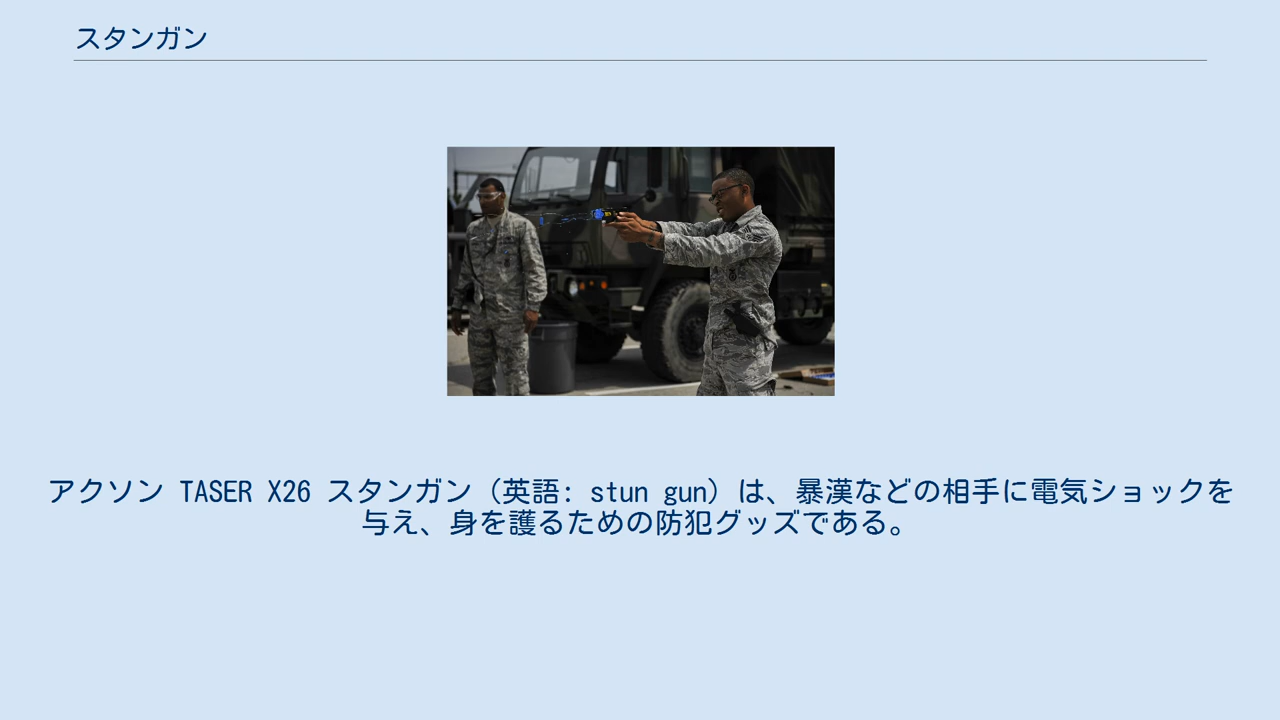 スタンガン
アクソン TASER X26 スタンガン（英語: stun gun）は、暴漢などの相手に電気ショックを
与え、身を護るための防犯グッズである。